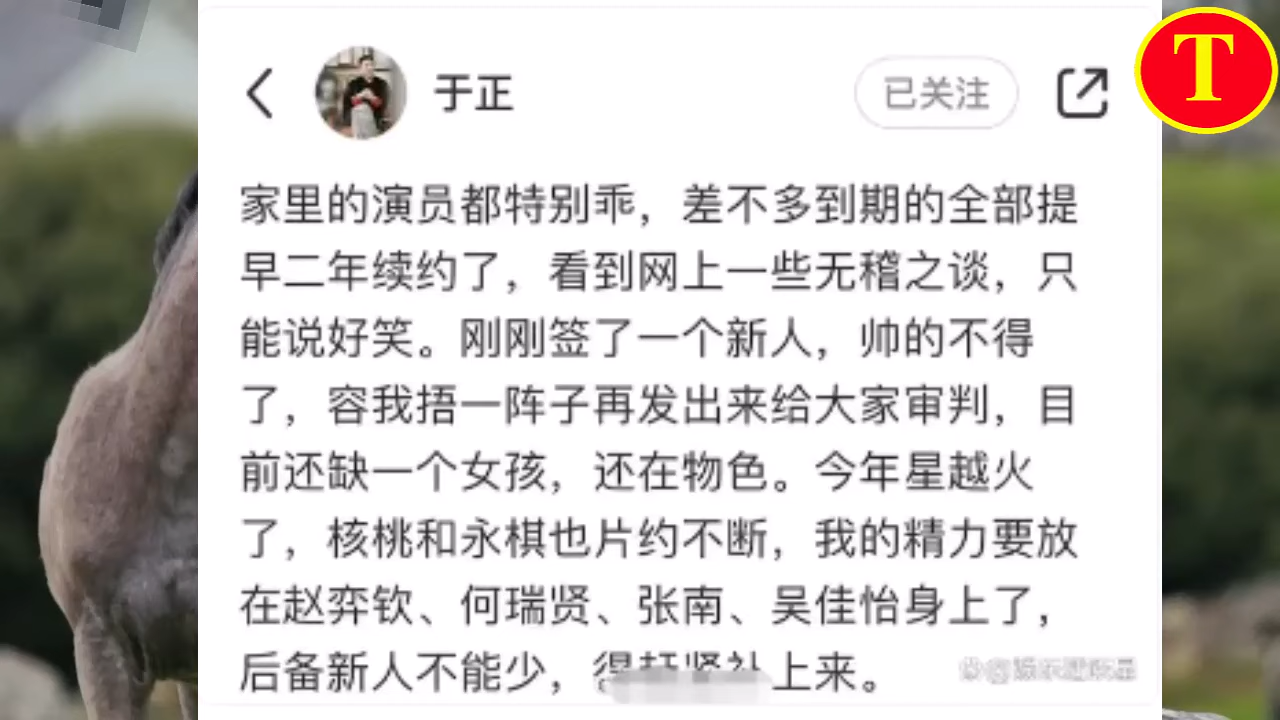 T
于正
已关注
家里的演员都特别乖，差不多到期的全部提
早二年续约了，看到网上一些无稽之谈，只
能说好笑。刚刚签了一个新人，帅的不得
了，容我捂一阵子再发出来给大家审判，目
前还缺一个女孩，还在物色。今年星越火
了，核桃和永棋也片约不断，我的精力要放
在赵弈钦、何瑞贤、张南、吴佳怡身上了，
后备新人不能少，得赶紧补上来。